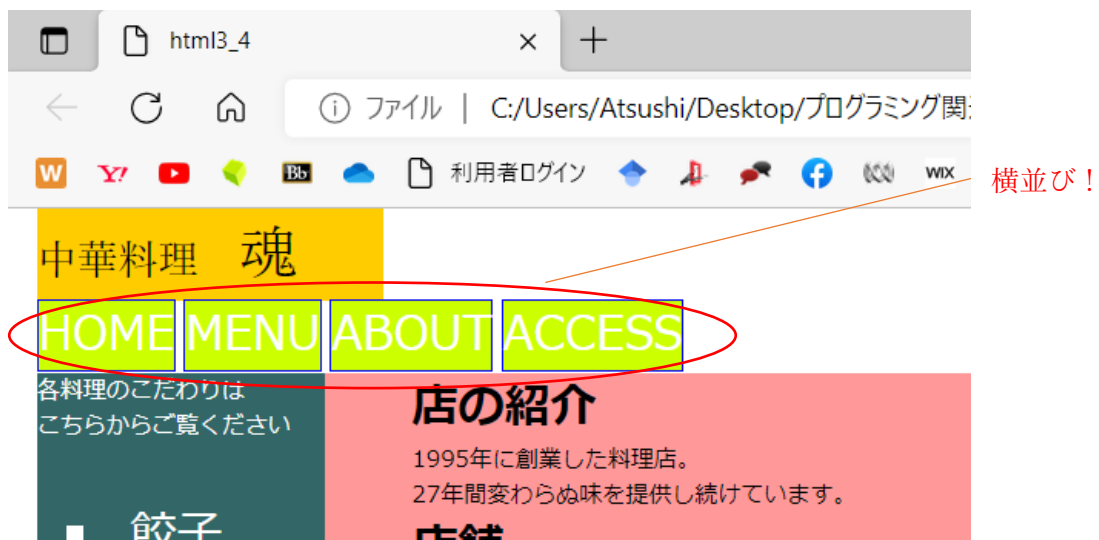 html3_4
ファイル | C:/Users/Atsushi/Desktop/プログラミング関
W Y! Bb 利用者ログイン WIX
横並び！
中華料理 魂
HOME MENU ABOUT ACCESS
各料理のこだわりは
こちらからご覧ください
店の紹介
1995年に創業した料理店。
27年間変わらぬ味を提供し続けています。
餃子
店舗